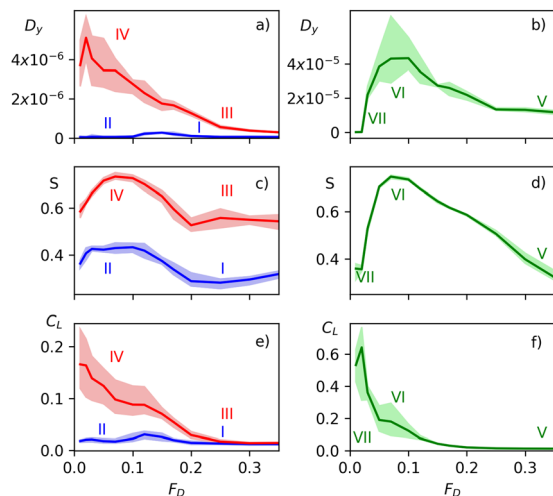 D_y a) D_y b)
IV
4x10⁻⁶ 4x10⁻⁵
VI
2x10⁻⁶ III 2x10⁻⁵ V
II I VII
0 0
S c) S d)
IV III VI
0.6 0.6
II I V
0.4 0.4
VII
C_L e) C_L f)
IV
0.2 0.6
VI
0.4
0.1 III
II I 0.2
VII V
0.0 0.0
0.0 0.1 0.2 0.3 0.0 0.1 0.2 0.3
F_D F_D